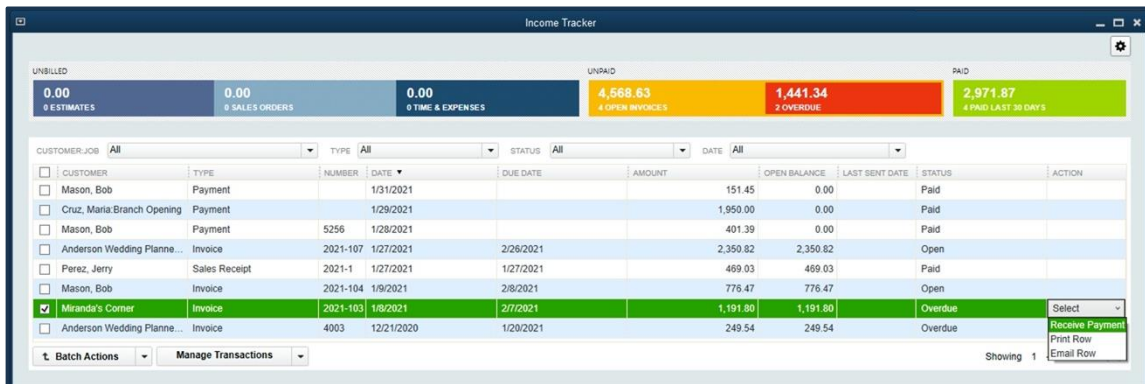 Income Tracker
UNBILLED UNPAID PAID
0.00 0.00 0.00 4,568.63 1,441.34 2,971.87
0 ESTIMATES 0 SALES ORDERS 0 TIME & EXPENSES 4 OPEN INVOICES 2 OVERDUE 4 PAID LAST 30 DAYS
CUSTOMER:JOB All TYPE All STATUS All DATE All
CUSTOMER TYPE NUMBER DATE ▼ DUE DATE AMOUNT OPEN BALANCE LAST SENT DATE STATUS ACTION
Mason, Bob Payment 1/31/2021 151.45 0.00 Paid
Cruz, Maria:Branch Opening Payment 1/29/2021 1,950.00 0.00 Paid
Mason, Bob Payment 5256 1/28/2021 401.39 0.00 Paid
Anderson Wedding Planne... Invoice 2021-107 1/27/2021 2/26/2021 2,350.82 2,350.82 Open
Perez, Jerry Sales Receipt 2021-1 1/27/2021 1/27/2021 469.03 469.03 Paid
Mason, Bob Invoice 2021-104 1/9/2021 2/8/2021 776.47 776.47 Open
Miranda's Corner Invoice 2021-103 1/8/2021 2/7/2021 1,191.80 1,191.80 Overdue Select
Anderson Wedding Planne... Invoice 4003 12/21/2020 1/20/2021 249.54 249.54 Overdue Receive Payment
Print Row
Batch Actions Manage Transactions Showing 1 Email Row